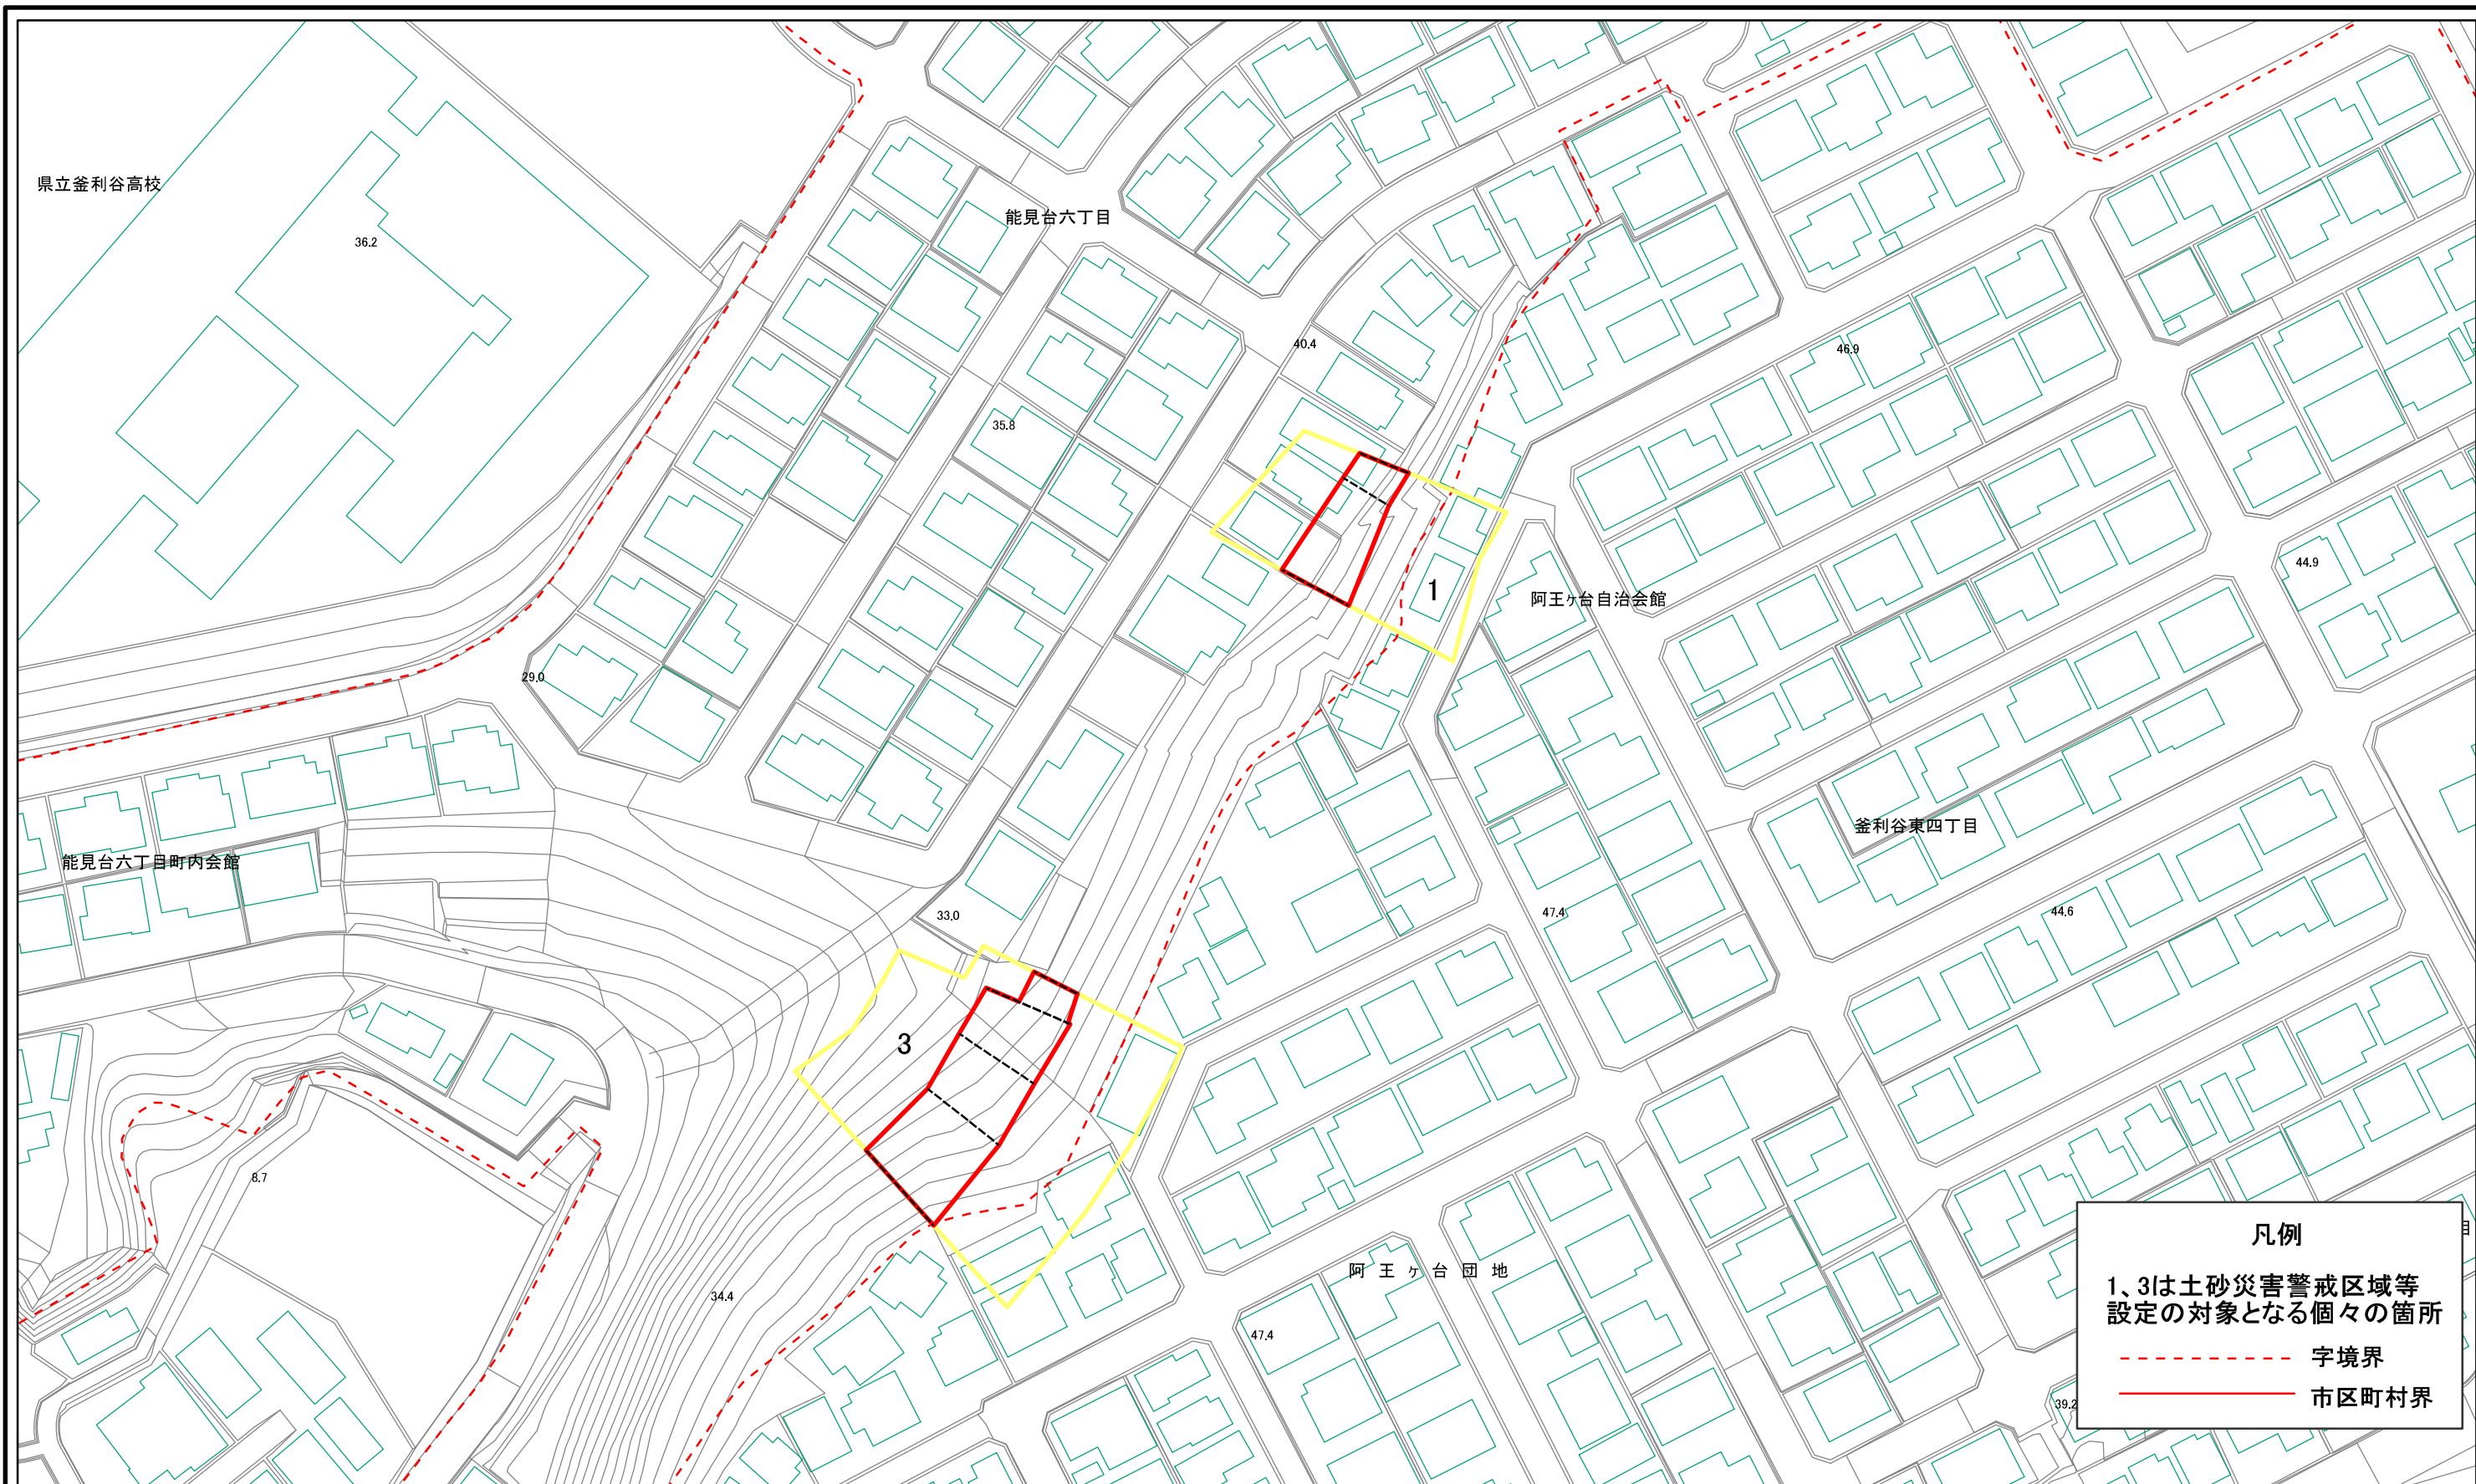 県立釜利谷高校
能見台六丁目
36.2
40.4
46.9
35.8
44.9
1
阿王ヶ台自治会館
29.0
釜利谷東四丁目
能見台六丁目町内会館
33.0
47.4
44.6
3
8.7
目
凡例
阿王ヶ台団地
34.4
1、3は土砂災害警戒区域等
設定の対象となる個々の箇所
47.4
字境界
市区町村界
39.2